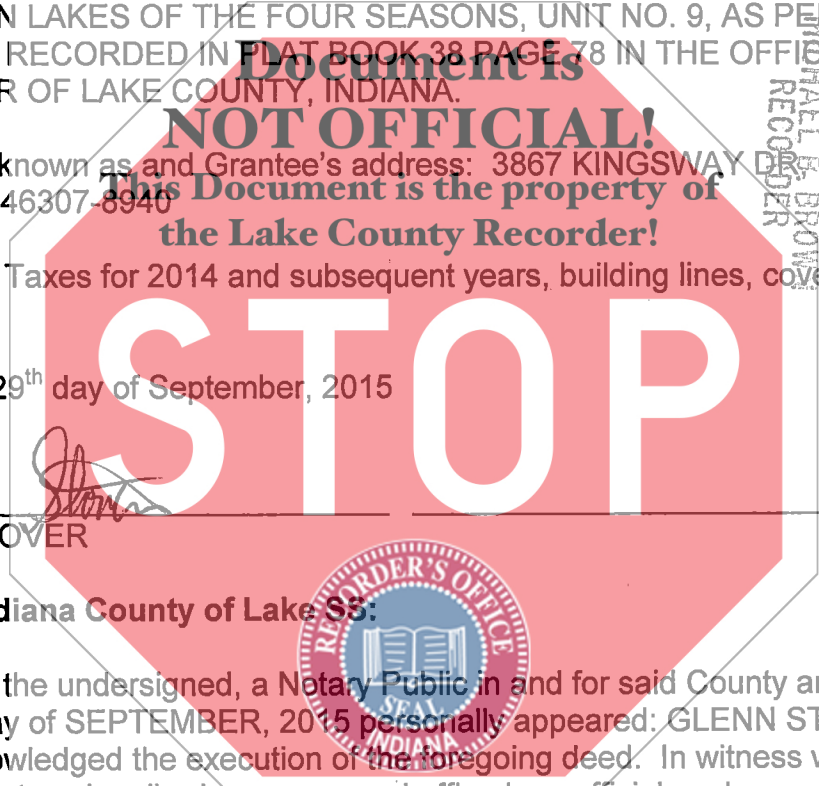 N LAKES OF THE FOUR SEASONS, UNIT NO. 9, AS PE
RECORDED IN PLAT BOOK 38 PAGE 78 IN THE OFFIC
R OF LAKE COUNTY, INDIANA.
Document is
NOT OFFICIAL!
This Document is the property of
the Lake County Recorder!
MICHAEL B. BROWN
RECORDER
known as and Grantee's address: 3867 KINGSWAY DR
46307-8940
Taxes for 2014 and subsequent years, building lines, cove
STOP
29th day of September, 2015
OVER
diana County of Lake SS:
RECORDER'S OFFICE
SEAL
INDIANA
the undersigned, a Notary Public in and for said County a
y of SEPTEMBER, 2015 personally appeared: GLENN ST
owledged the execution of the foregoing deed. In witness